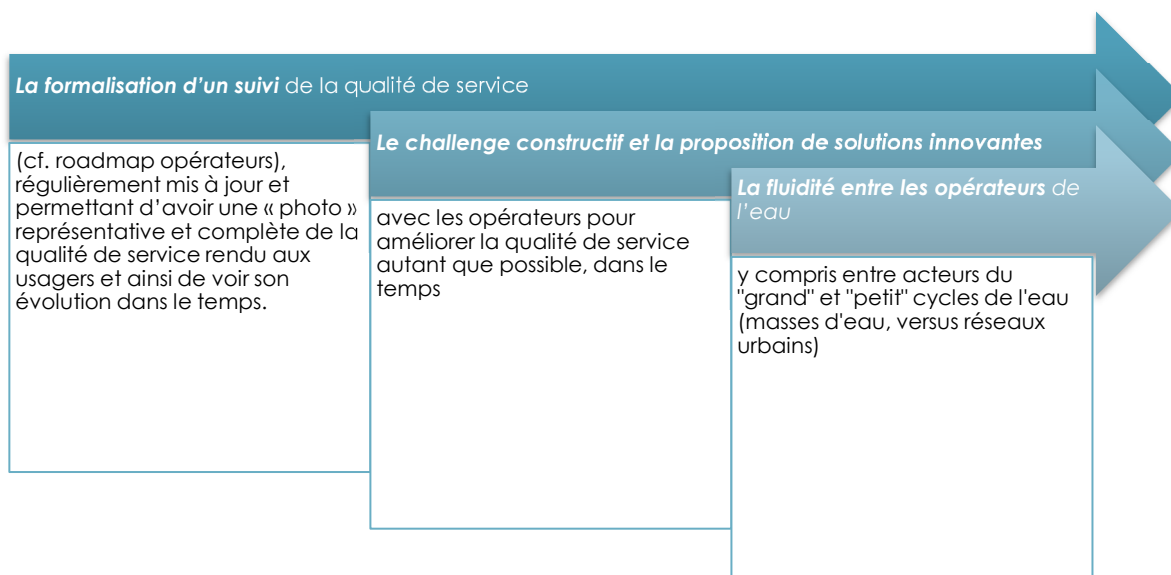 La formalisation d’un suivi de la qualité de service
(cf. roadmap opérateurs),
régulièrement mis à jour et
permettant d’avoir une « photo »
représentative et complète de la
qualité de service rendu aux
usagers et ainsi de voir son
évolution dans le temps.
Le challenge constructif et la proposition de solutions innovantes
avec les opérateurs pour
améliorer la qualité de service
autant que possible, dans le
temps
La fluidité entre les opérateurs de
l’eau
y compris entre acteurs du
"grand" et "petit" cycles de l'eau
(masses d'eau, versus réseaux
urbains)